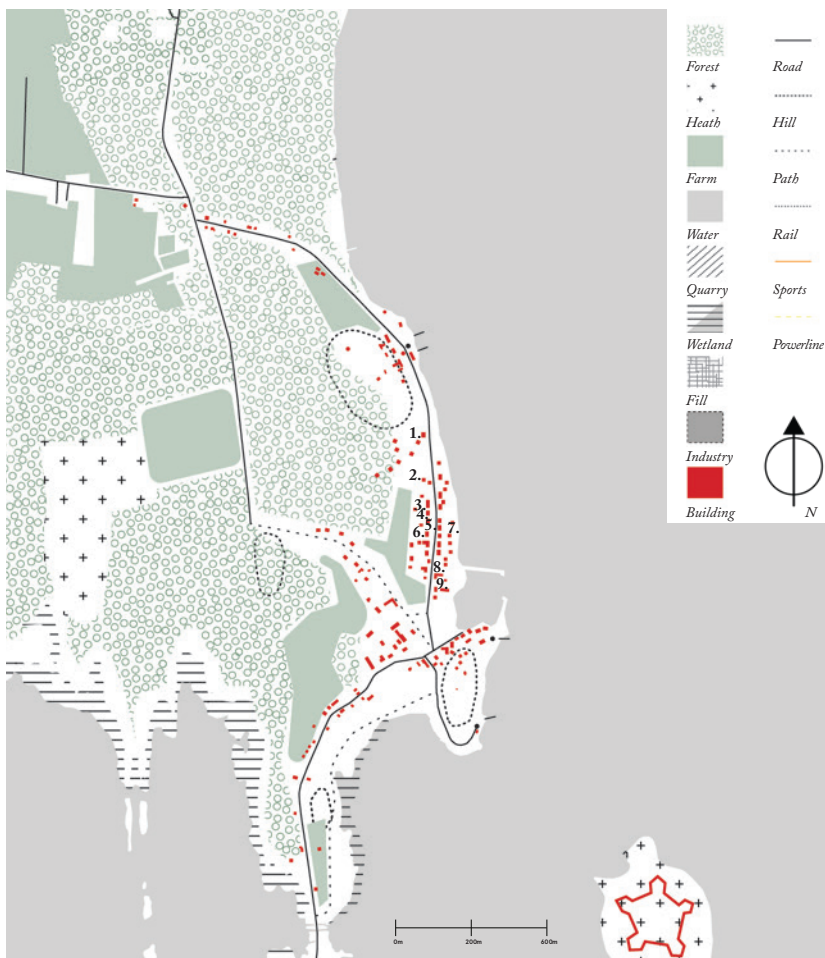 Forest
Road
Heath
Hill
Farm
Path
Water
Rail
Quarry
Sports
Wetland
Powerline
Fill
Industry
Building
N
1.
2.
3.
4.
5.
6.
7.
8.
9.
0m
200m
600m